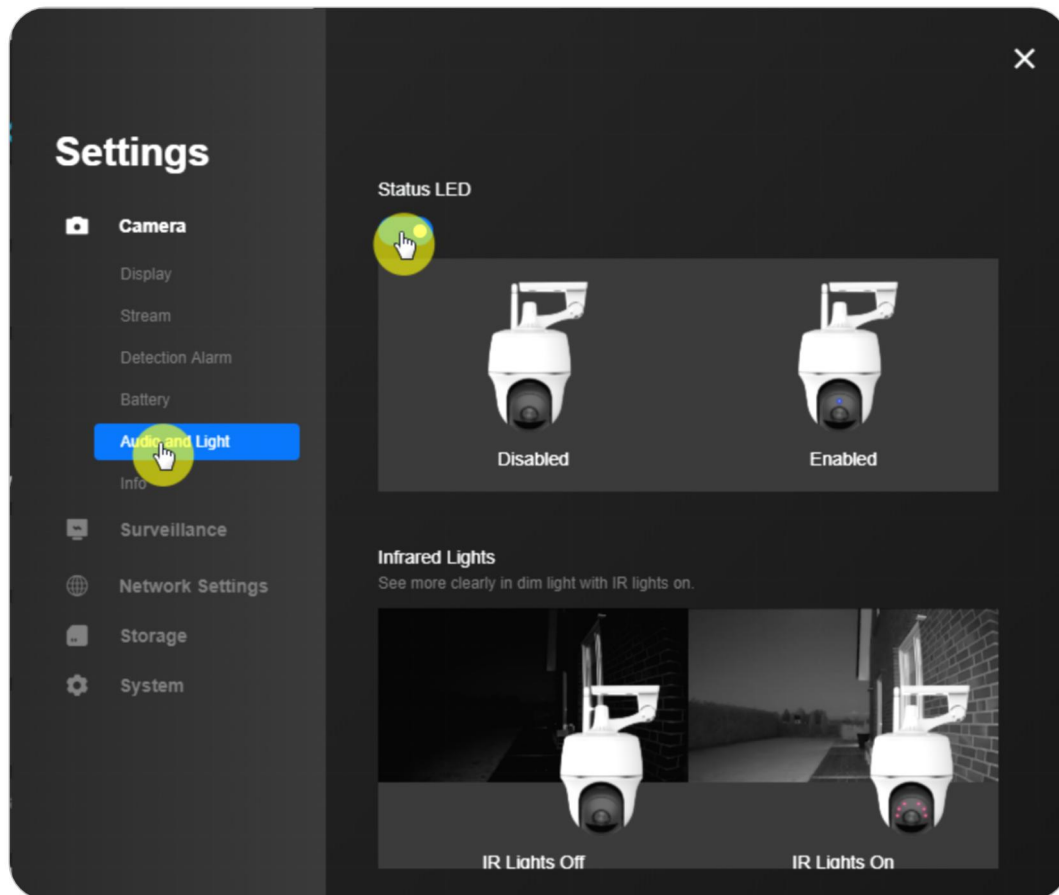 Settings
Camera
Display
Stream
Detection Alarm
Battery
Audio and Light
Info
Surveillance
Network Settings
Storage
System
Status LED
Disabled
Enabled
Infrared Lights
See more clearly in dim light with IR lights on.
IR Lights Off
IR Lights On